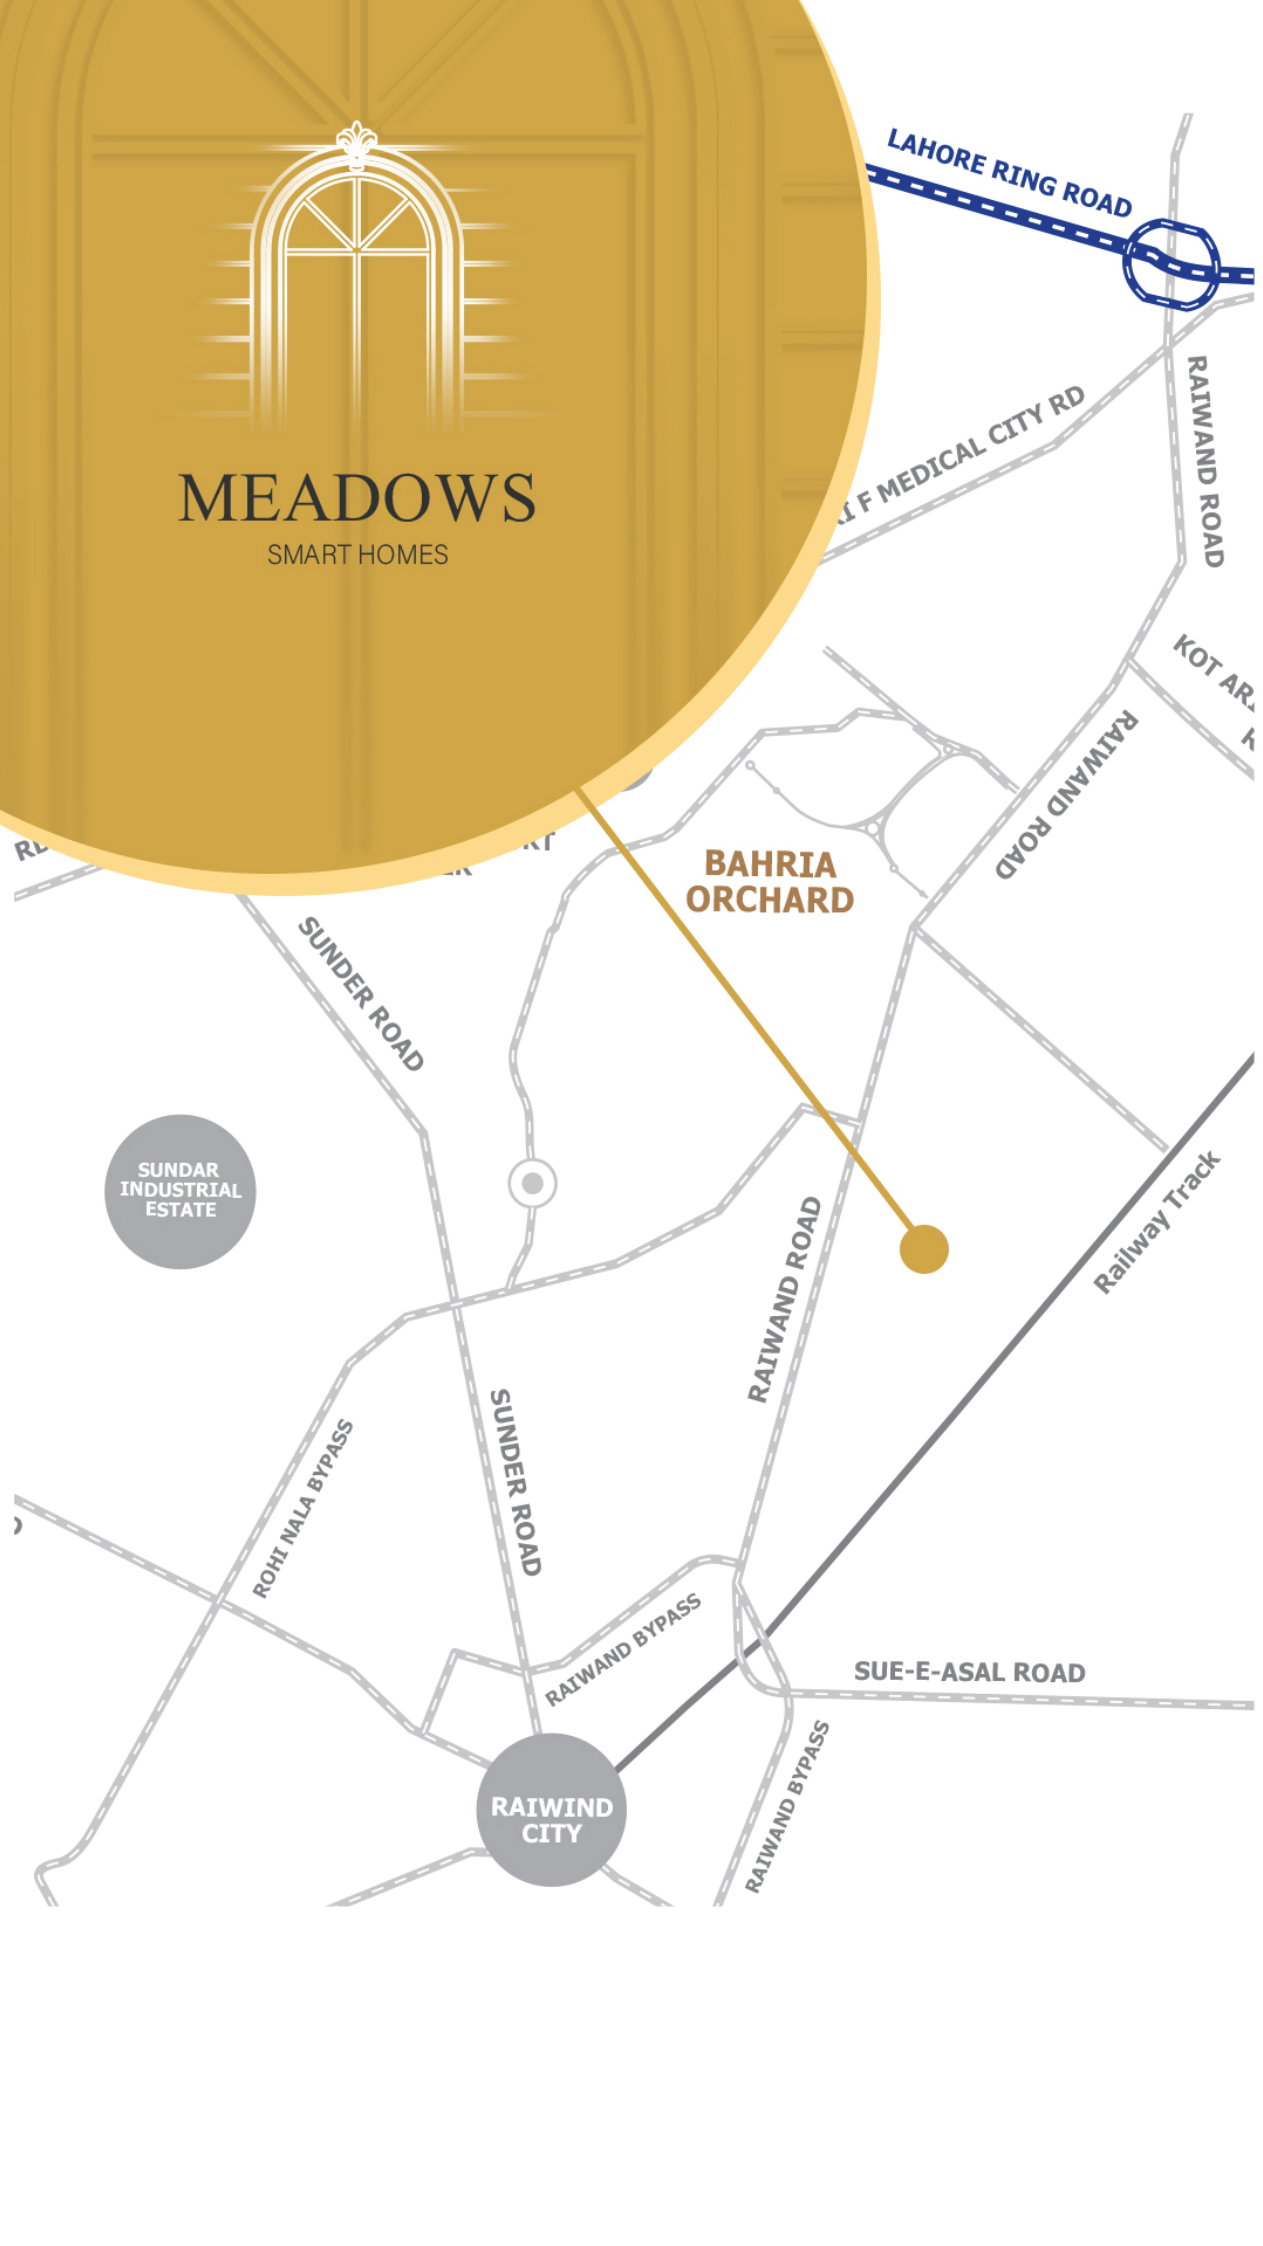 LAHORE RING ROAD
F MEDICAL CITY RD
RAIWAND ROAD
MEADOWS
SMART HOMES
KOT
RAIWAND ROAD
BAHRIA
ORCHARD
SUNDER ROAD
SUNDAR
INDUSTRIAL
ESTATE
Railway Track
RAIWAND ROAD
SUNDER ROAD
ROHI NALA BYPASS
RAIWAND BYPASS
SUE-E-ASAL ROAD
RAIWAND BYPASS
RAIWIND
CITY